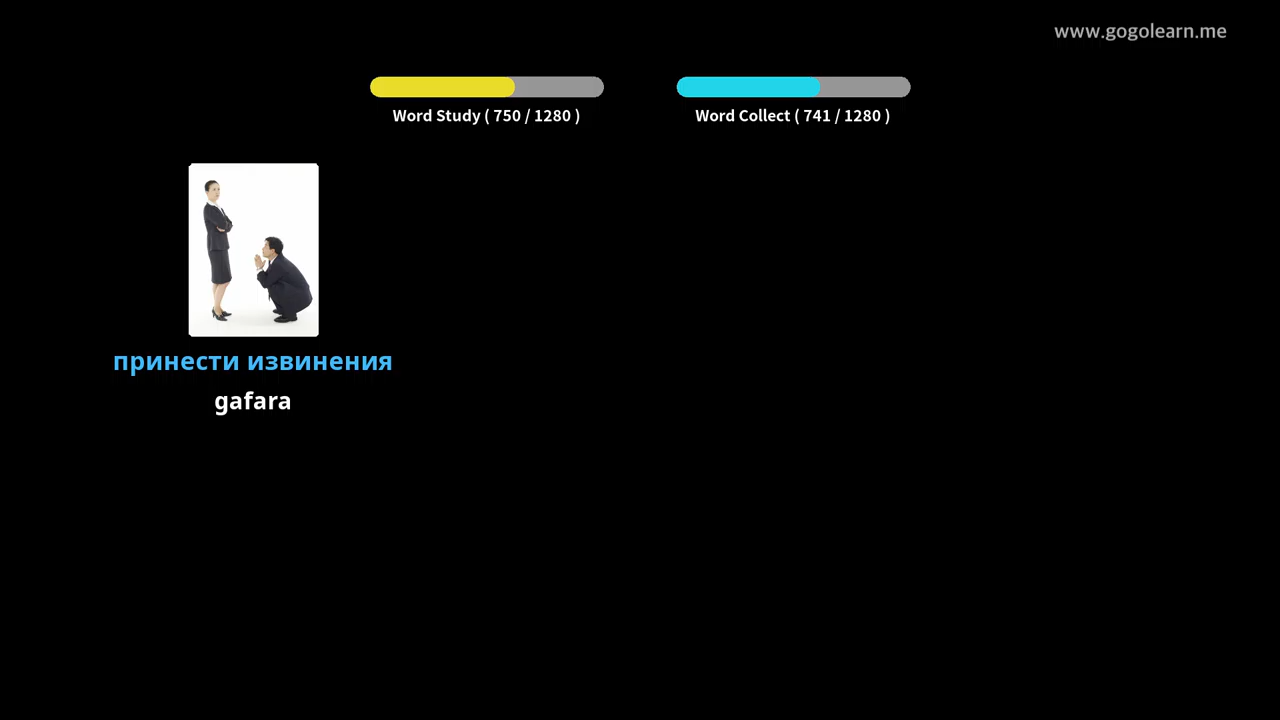 www.gogolearn.me
Word Study ( 750 / 1280 )
Word Collect ( 741 / 1280 )
принести извинения
gafara